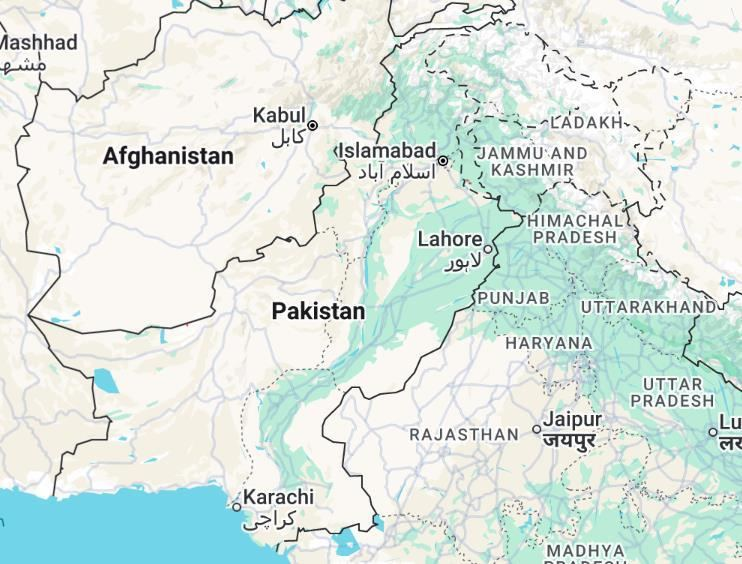 Mashhad
مشهد
Kabul
کابل
LADAKH
Afghanistan
Islamabad
اسلام آباد
JAMMU AND
KASHMIR
HIMACHAL
PRADESH
Lahore
لاہور
PUNJAB
UTTARAKHAND
Pakistan
HARYANA
UTTAR
PRADESH
Jaipur
जयपुर
RAJASTHAN
Karachi
کراچی
MADHYA
PRADESH